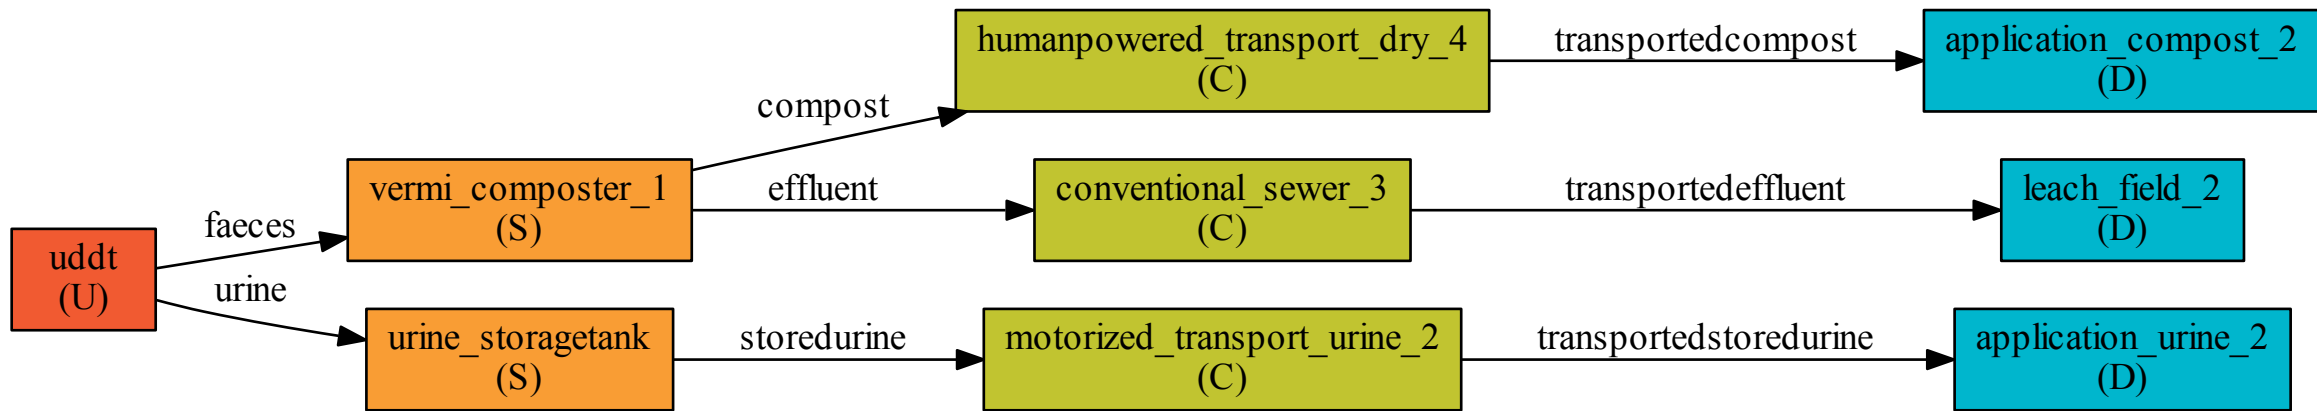 uddt
(U)
faeces
urine
vermi_composter_1
(S)
urine_storagetank
(S)
compost
effluent
storedurine
humanpowered_transport_dry_4
(C)
conventional_sewer_3
(C)
motorized_transport_urine_2
(C)
transportedcompost
transportedeffluent
transportedstoredurine
application_compost_2
(D)
leach_field_2
(D)
application_urine_2
(D)